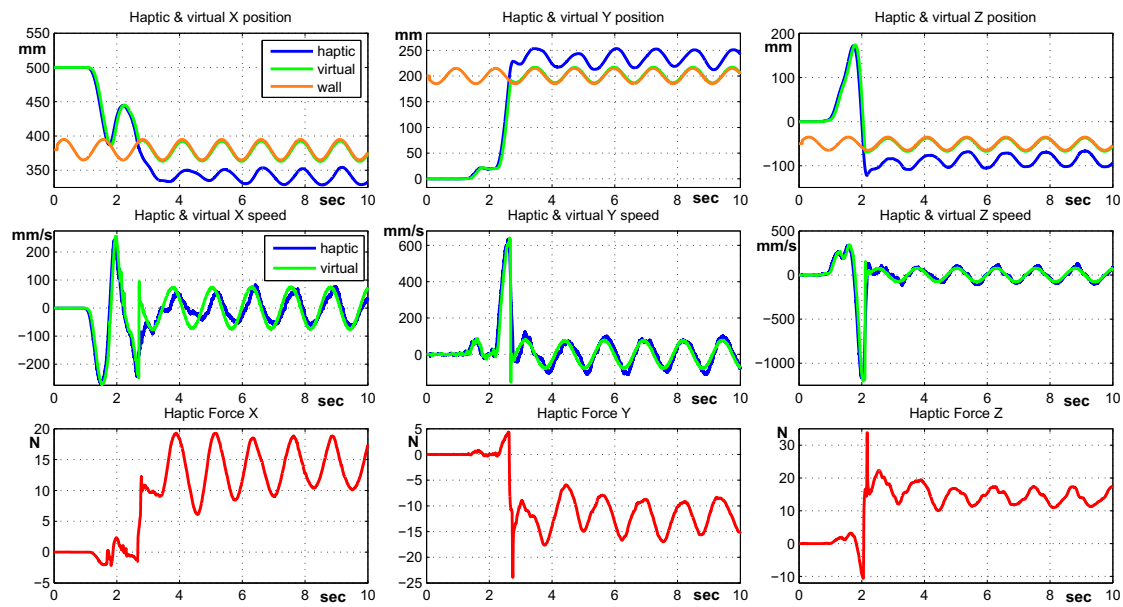 Haptic & virtual X position
mm
500
450
400
350
0 2 4 6 8 10
sec
haptic
virtual
wall
Haptic & virtual Y position
mm
250
200
150
100
50
0
0 2 4 6 8 10
sec
Haptic & virtual Z position
mm
200
100
0
−100
0 2 4 6 8 10
sec
Haptic & virtual X speed
mm/s
200
100
0
−100
−200
0 2 4 6 8 10
sec
haptic
virtual
Haptic & virtual Y speed
mm/s
600
400
200
0
0 2 4 6 8 10
sec
Haptic & virtual Z speed
mm/s
500
0
−500
−1000
0 2 4 6 8 10
sec
Haptic Force X
N
20
15
10
5
0
−5
0 2 4 6 8 10
sec
Haptic Force Y
N
5
0
−5
−10
−15
−20
−25
0 2 4 6 8 10
sec
Haptic Force Z
N
30
20
10
0
−10
0 2 4 6 8 10
sec